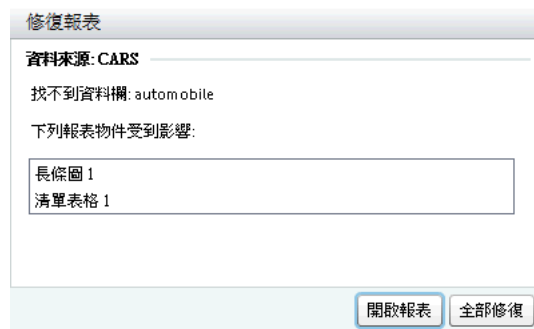 修復報表
資料來源: CARS
找不到資料欄: automobile
下列報表物件受到影響:
長條圖 1
清單表格 1
開啟報表 全部修復